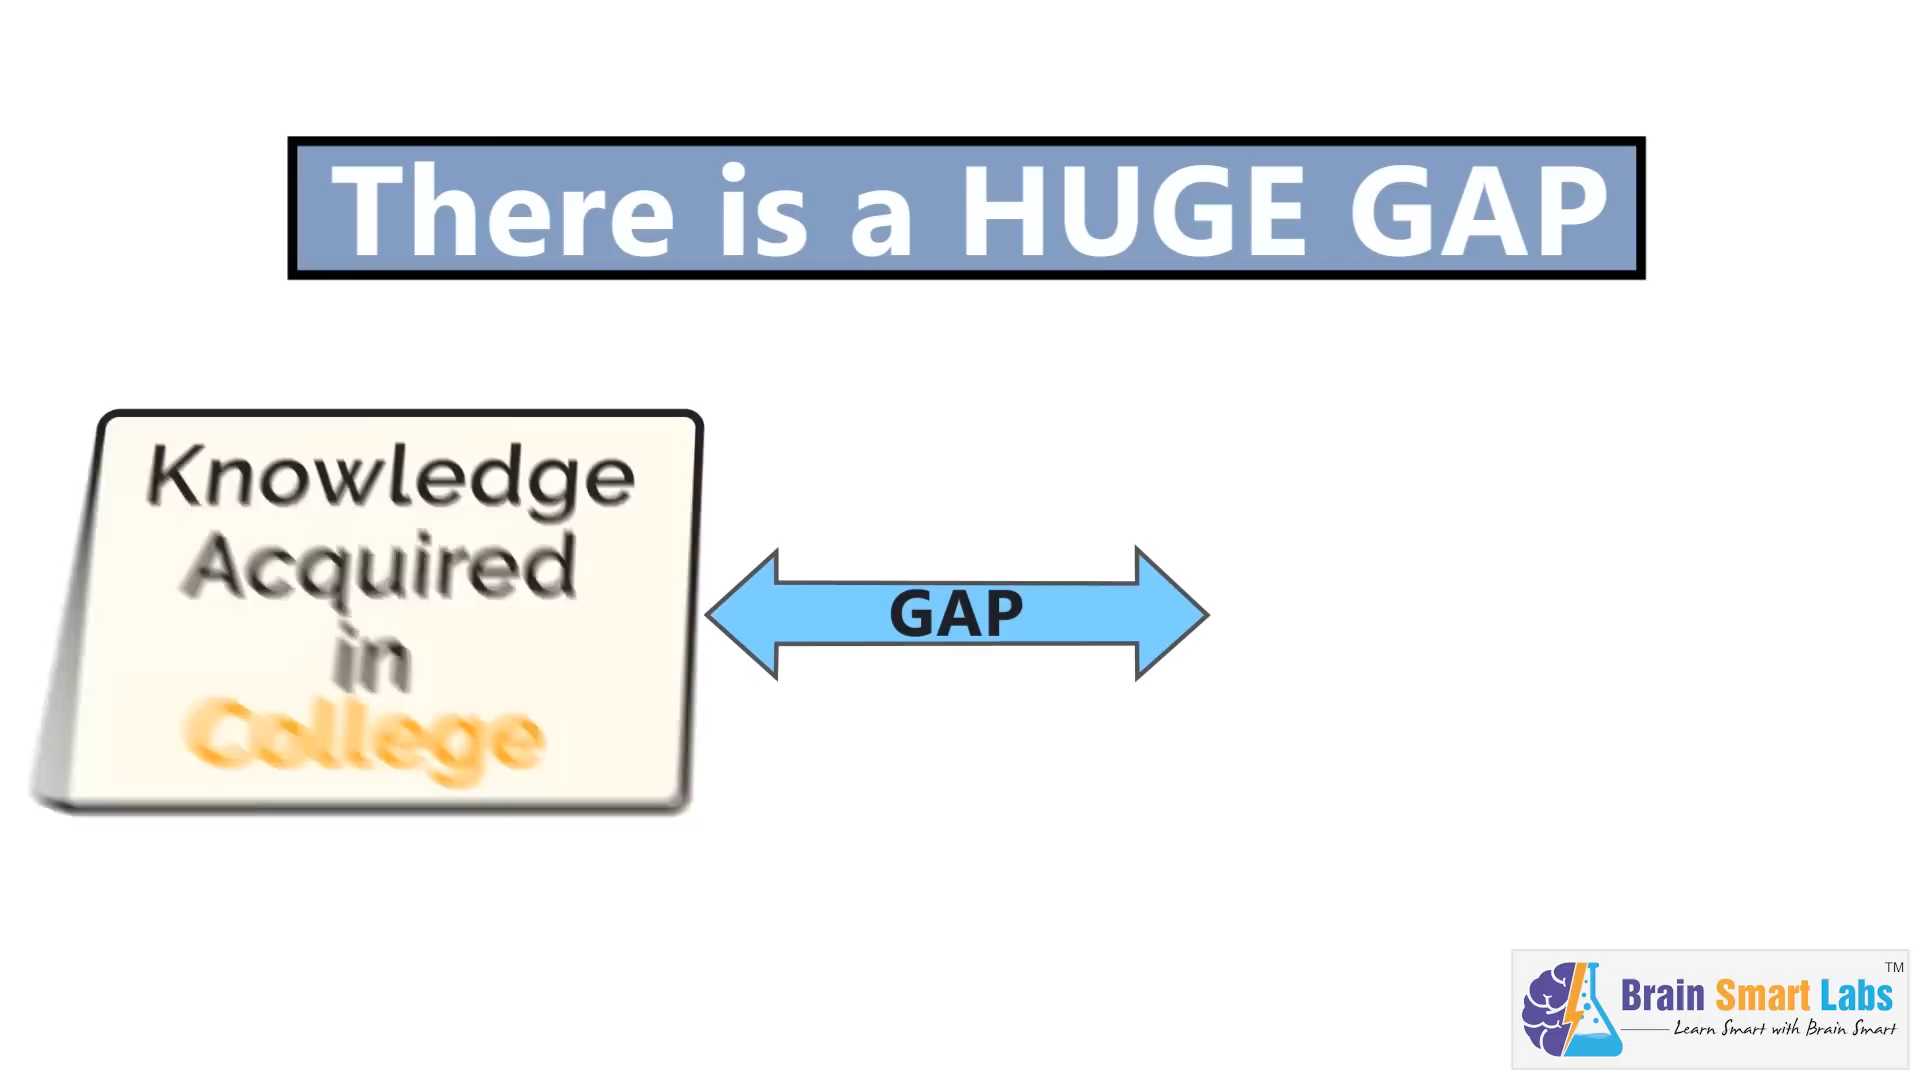 There is a HUGE GAP
Knowledge
Acquired
in
College
GAP
Brain Smart Labs TM
Learn Smart with Brain Smart